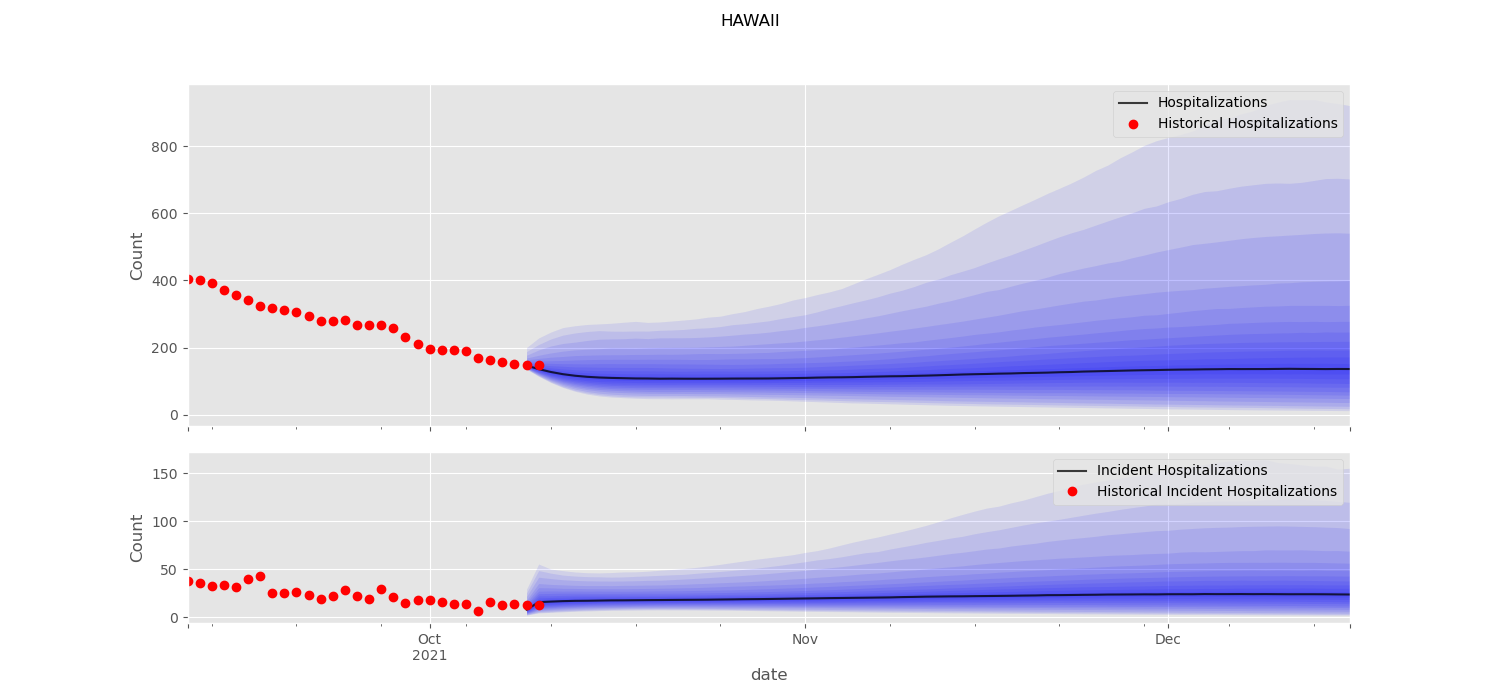 HAWAII
Hospitalizations
Historical Hospitalizations
800
600
400
200
0
Count
Incident Hospitalizations
Historical Incident Hospitalizations
150
100
50
0
Count
Oct
2021
Nov
Dec
date